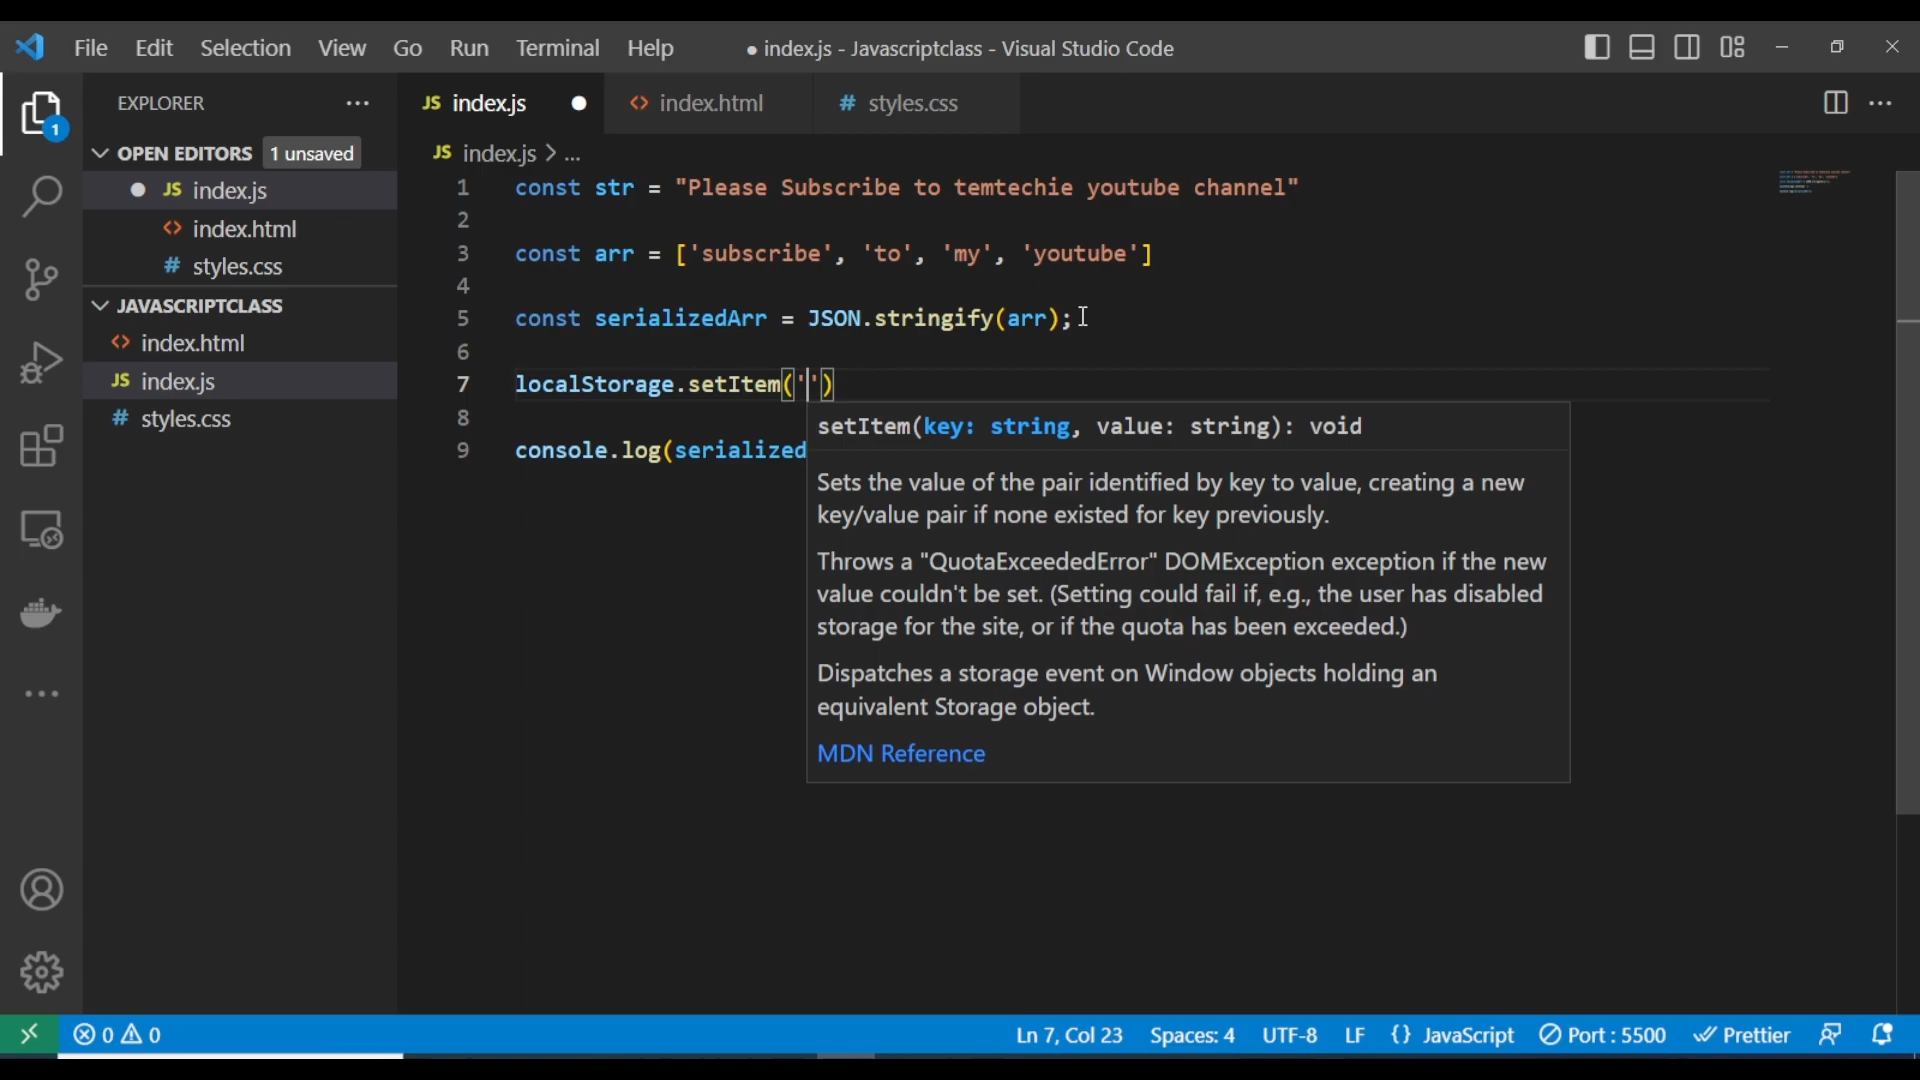 File Edit Selection View Go Run Terminal Help
● index.js - Javascriptclass - Visual Studio Code
EXPLORER ···
OPEN EDITORS 1 unsaved
JS index.js
<> index.html
# styles.css
JAVASCRIPTCLASS
<> index.html
JS index.js
# styles.css
1
JS index.js ● <> index.html # styles.css
JS index.js > ...
1 const str = "Please Subscribe to temtechie youtube channel"
2
3 const arr = ['subscribe', 'to', 'my', 'youtube']
4
5 const serializedArr = JSON.stringify(arr);
6
7 localStorage.setItem('')
8
9 console.log(serialized
setItem(key: string, value: string): void
Sets the value of the pair identified by key to value, creating a new
key/value pair if none existed for key previously.
Throws a "QuotaExceededError" DOMException exception if the new
value couldn't be set. (Setting could fail if, e.g., the user has disabled
storage for the site, or if the quota has been exceeded.)
Dispatches a storage event on Window objects holding an
equivalent Storage object.
MDN Reference
0 0 Ln 7, Col 23 Spaces: 4 UTF-8 LF {} JavaScript Port : 5500 Prettier